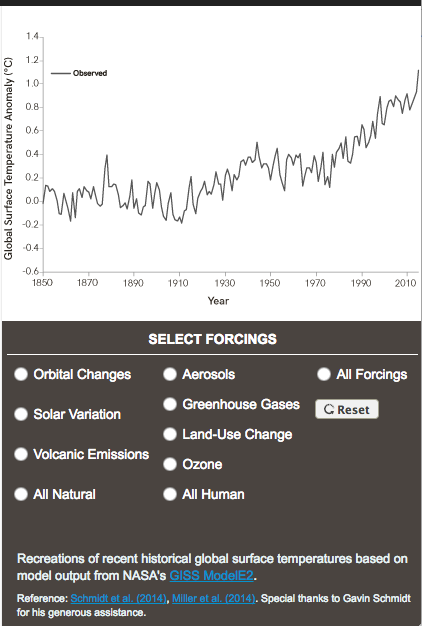 Global Surface Temperature Anomaly (°C)
1.4
1.2
1.0
0.8
0.6
0.4
0.2
0.0
-0.2
-0.4
-0.6
Observed
1850 1870 1890 1910 1930 1950 1970 1990 2010
Year
SELECT FORCINGS
Orbital Changes
Solar Variation
Volcanic Emissions
All Natural
Aerosols
Greenhouse Gases
Land-Use Change
Ozone
All Human
All Forcings
Reset
Recreations of recent historical global surface temperatures based on
model output from NASA's GISS ModelE2.
Reference: Schmidt et al. (2014), Miller et al. (2014). Special thanks to Gavin Schmidt
for his generous assistance.